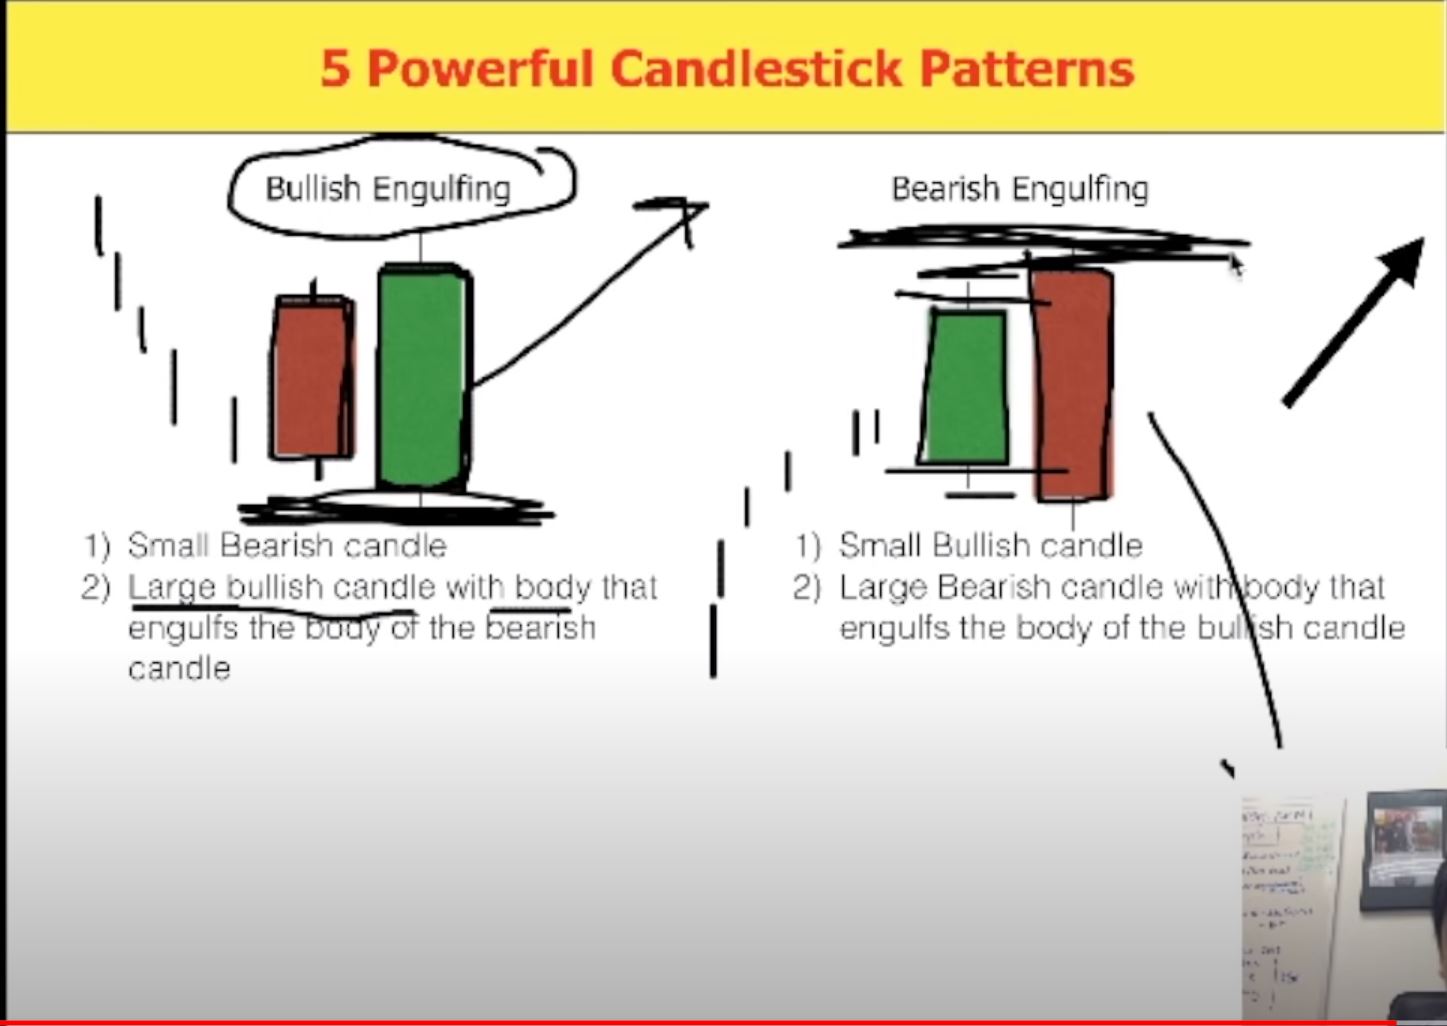 5 Powerful Candlestick Patterns
Bullish Engulfing
1) Small Bearish candle
2) Large bullish candle with body that
engulfs the body of the bearish
candle
Bearish Engulfing
1) Small Bullish candle
2) Large Bearish candle with body that
engulfs the body of the bullish candle